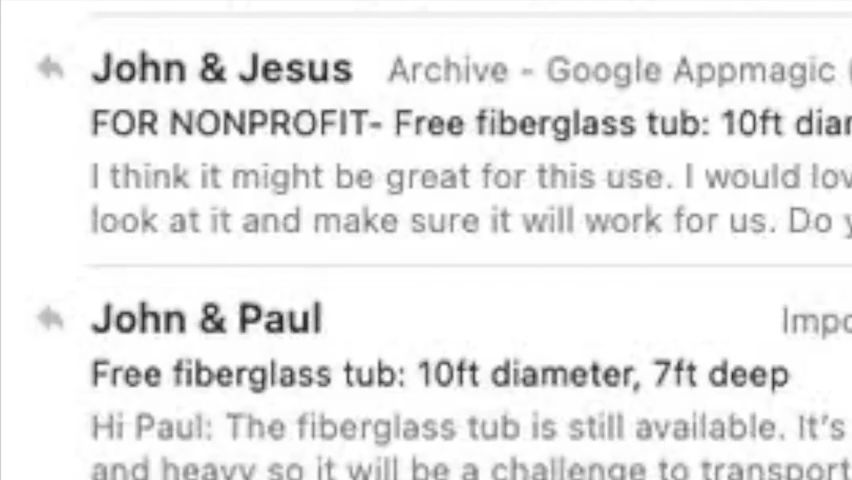 John & Jesus Archive - Google Appmagic (
FOR NONPROFIT- Free fiberglass tub: 10ft
I think it might be great for this use. I would
look at it and make sure it will work for us. Do
John & Paul
Free fiberglass tub: 10ft diameter, 7ft deep
Hi Paul: The fiberglass tub is still available. It's
and heavy so it will be a challenge to transport